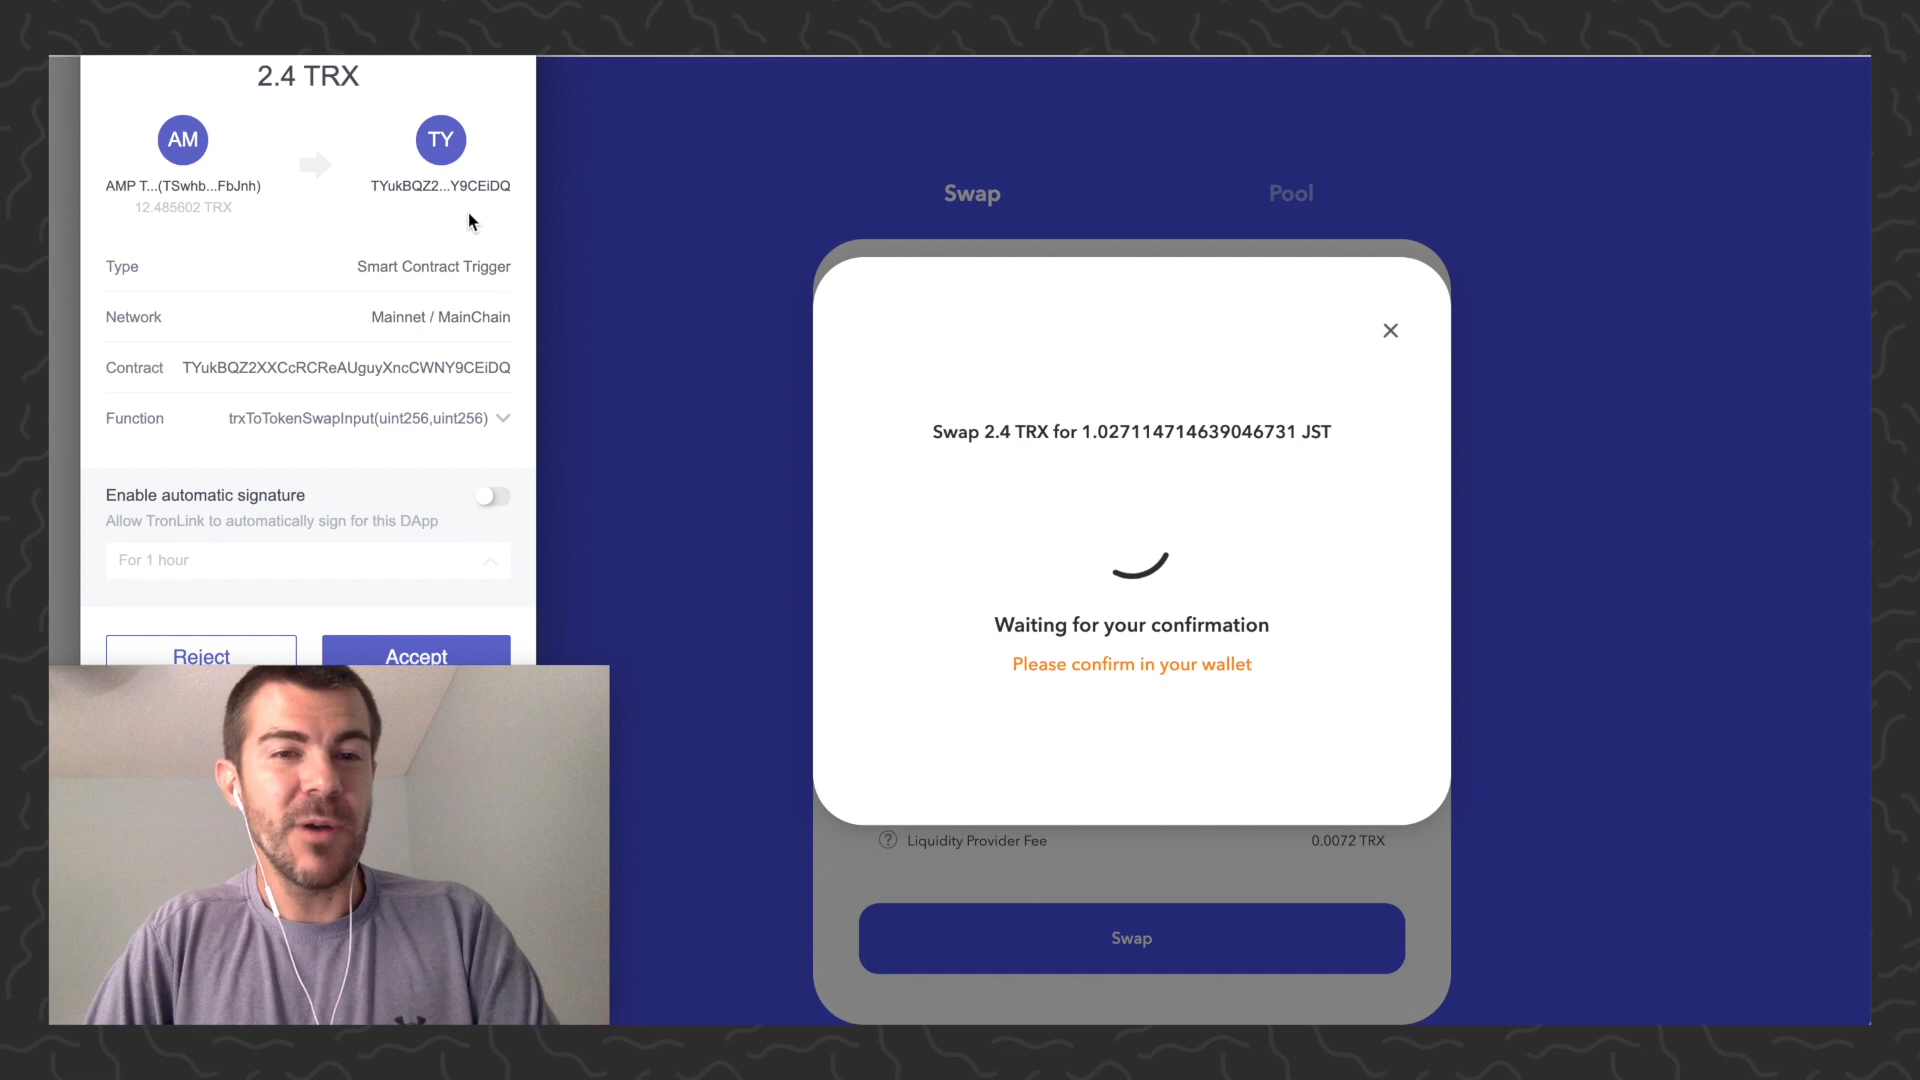 2.4 TRX
AM
TY
AMP T...(TSwhb...FbJnh)
TYukBQZ2...Y9CEiDQ
12.485602 TRX
Type
Smart Contract Trigger
Network
Mainnet / MainChain
Contract
TYukBQZ2XXCcRCReAUguyXncCWNY9CEiDQ
Function
trxToTokenSwapInput(uint256,uint256)
Enable automatic signature
Allow TronLink to automatically sign for this DApp
For 1 hour
Reject
Accept
Swap
Pool
Swap 2.4 TRX for 1.027114714639046731 JST
Waiting for your confirmation
Please confirm in your wallet
? Liquidity Provider Fee
0.0072 TRX
Swap